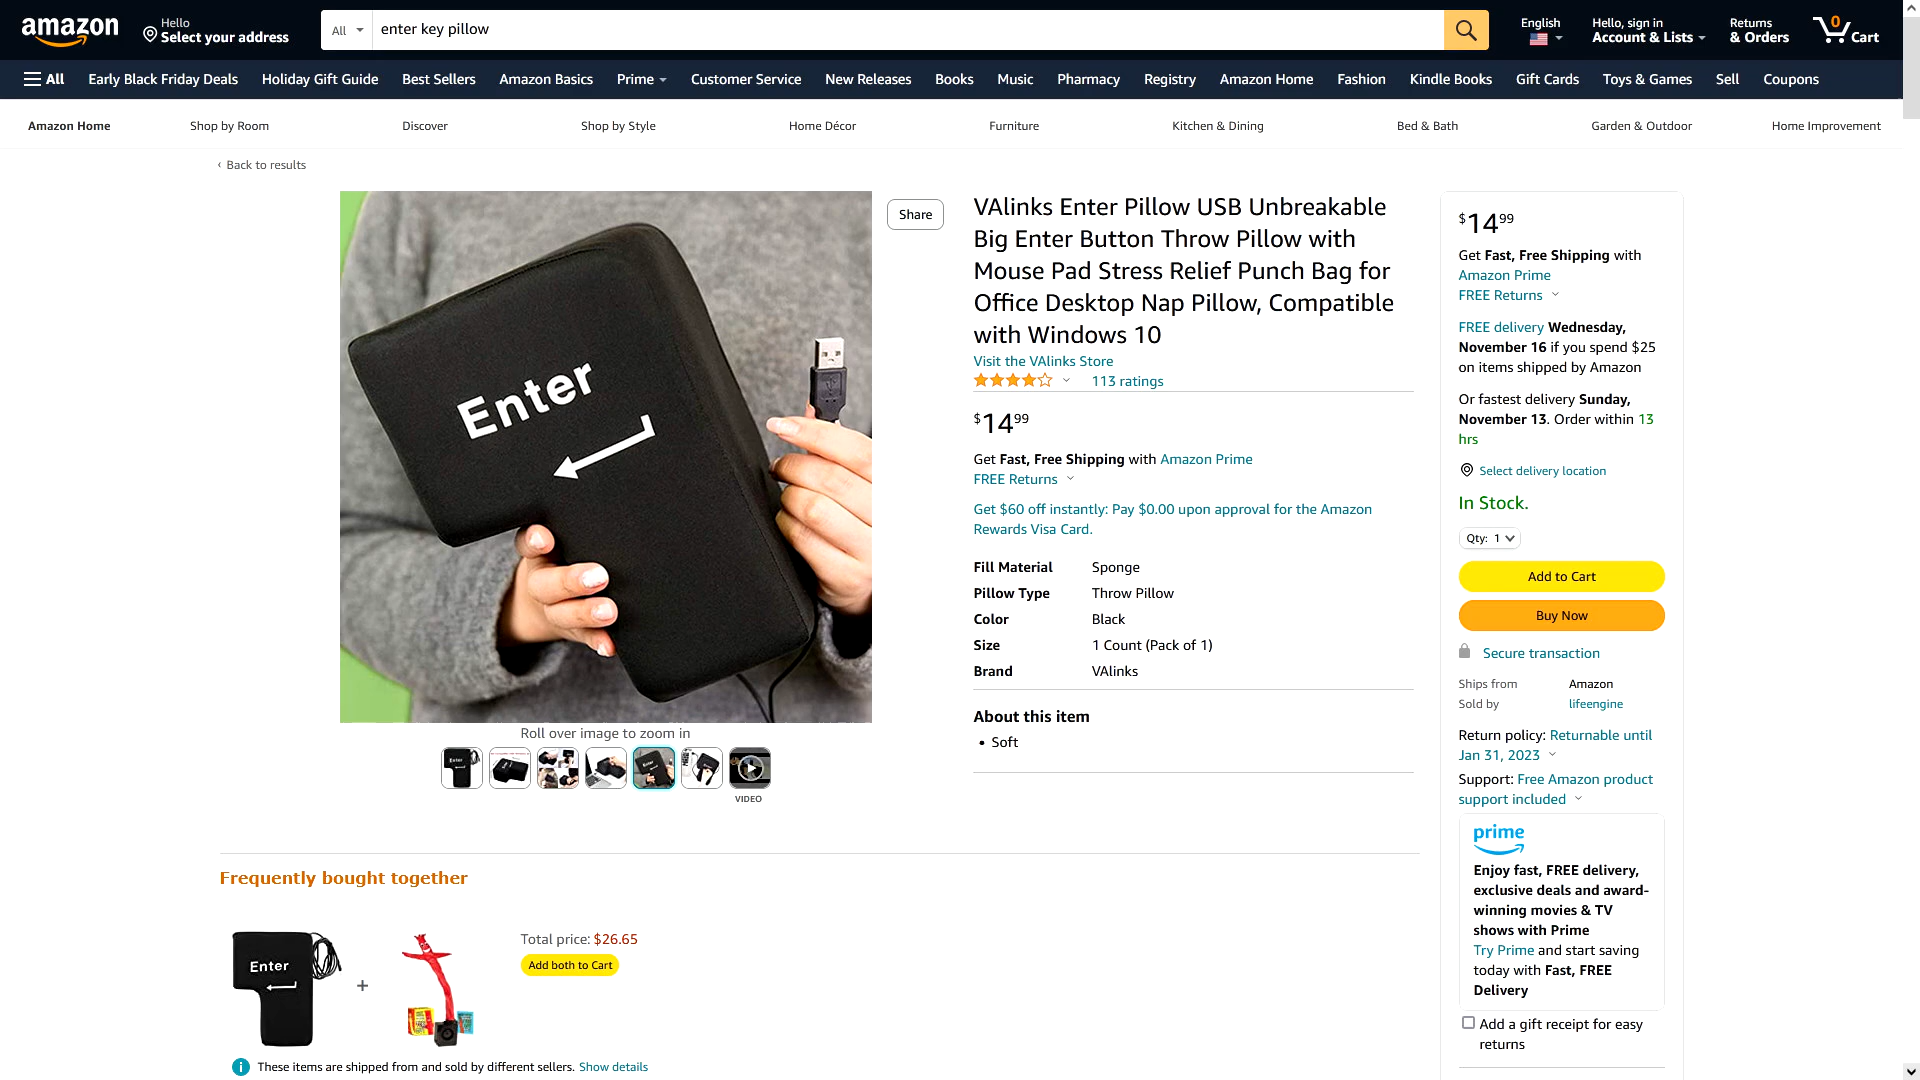 amazon
Hello
Select your address
All
enter key pillow
English
Hello, sign in
Account & Lists
Returns
& Orders
0
Cart
All
Early Black Friday Deals
Holiday Gift Guide
Best Sellers
Amazon Basics
Prime
Customer Service
New Releases
Books
Music
Pharmacy
Registry
Amazon Home
Fashion
Kindle Books
Gift Cards
Toys & Games
Sell
Coupons
Amazon Home
Shop by Room
Discover
Shop by Style
Home Décor
Furniture
Kitchen & Dining
Bed & Bath
Garden & Outdoor
Home Improvement
‹ Back to results
Enter
Share
Roll over image to zoom in
VIDEO
VAlinks Enter Pillow USB Unbreakable
Big Enter Button Throw Pillow with
Mouse Pad Stress Relief Punch Bag for
Office Desktop Nap Pillow, Compatible
with Windows 10
Visit the VAlinks Store
113 ratings
$14.99
Get Fast, Free Shipping with Amazon Prime
FREE Returns
Get $60 off instantly: Pay $0.00 upon approval for the Amazon
Rewards Visa Card.
Fill Material Sponge
Pillow Type Throw Pillow
Color Black
Size 1 Count (Pack of 1)
Brand VAlinks
About this item
• Soft
$14.99
Get Fast, Free Shipping with
Amazon Prime
FREE Returns
FREE delivery Wednesday,
November 16 if you spend $25
on items shipped by Amazon
Or fastest delivery Sunday,
November 13. Order within 13
hrs
Select delivery location
In Stock.
Qty: 1
Add to Cart
Buy Now
Secure transaction
Ships from Amazon
Sold by lifeengine
Return policy: Returnable until
Jan 31, 2023
Support: Free Amazon product
support included
prime
Enjoy fast, FREE delivery,
exclusive deals and award-
winning movies & TV
shows with Prime
Try Prime and start saving
today with Fast, FREE
Delivery
Add a gift receipt for easy
returns
Frequently bought together
Enter
+
Total price: $26.65
Add both to Cart
These items are shipped from and sold by different sellers. Show details